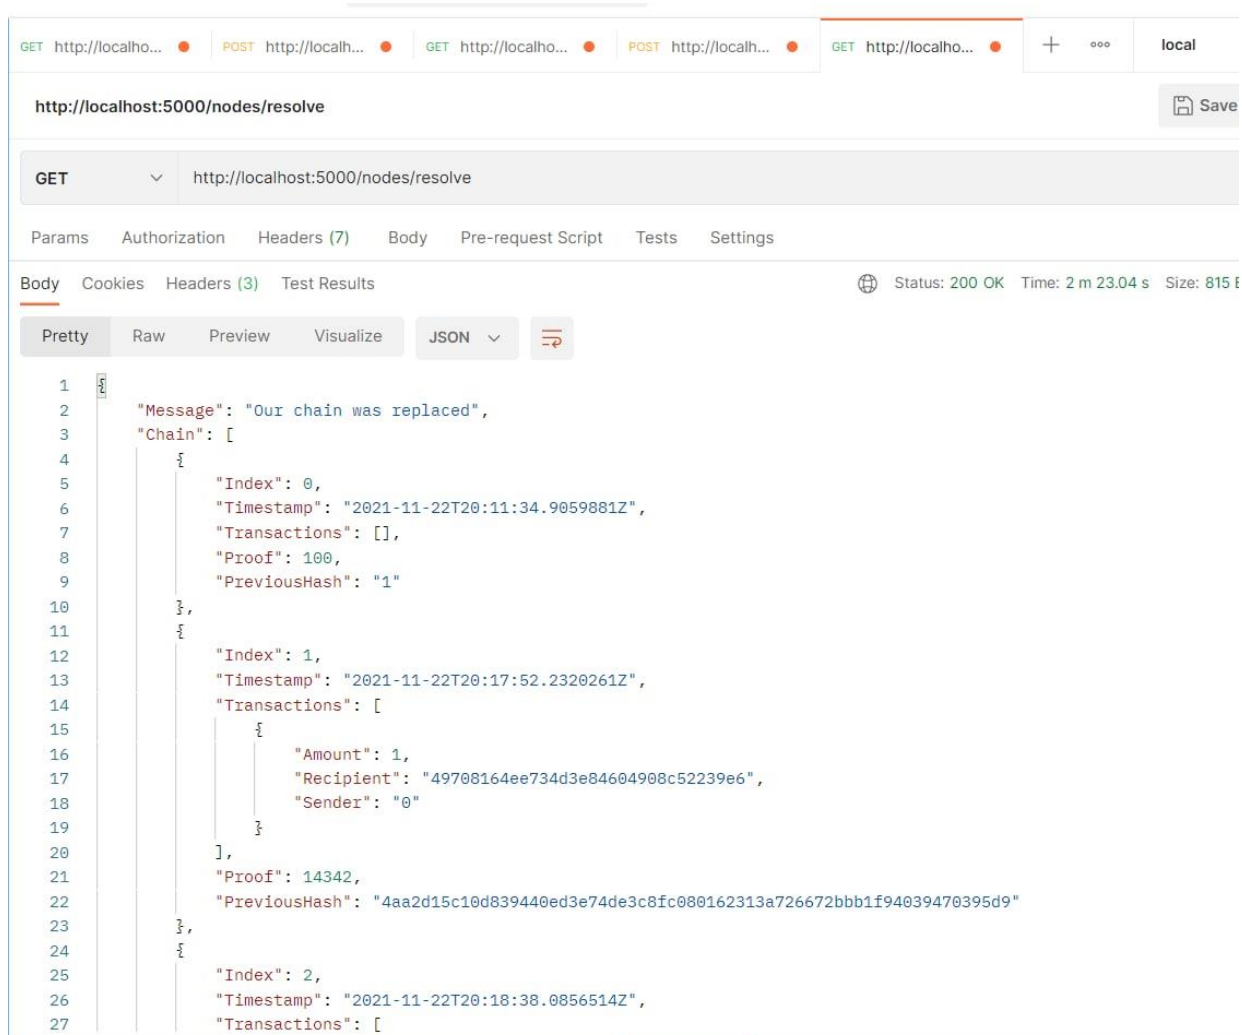 GET http://localho... POST http://localh... GET http://localho... POST http://localh... GET http://localho... + ooo local
http://localhost:5000/nodes/resolve Save
GET http://localhost:5000/nodes/resolve
Params Authorization Headers (7) Body Pre-request Script Tests Settings
Body Cookies Headers (3) Test Results Status: 200 OK Time: 2 m 23.04 s Size: 815 B
Pretty Raw Preview Visualize JSON
1 {
2 "Message": "Our chain was replaced",
3 "Chain": [
4 {
5 "Index": 0,
6 "Timestamp": "2021-11-22T20:11:34.9059881Z",
7 "Transactions": [],
8 "Proof": 100,
9 "PreviousHash": "1"
10 },
11 {
12 "Index": 1,
13 "Timestamp": "2021-11-22T20:17:52.2320261Z",
14 "Transactions": [
15 {
16 "Amount": 1,
17 "Recipient": "49708164ee734d3e84604908c52239e6",
18 "Sender": "0"
19 }
20 ],
21 "Proof": 14342,
22 "PreviousHash": "4aa2d15c10d839440ed3e74de3c8fc080162313a726672bbb1f94039470395d9"
23 },
24 {
25 "Index": 2,
26 "Timestamp": "2021-11-22T20:18:38.0856514Z",
27 "Transactions": [